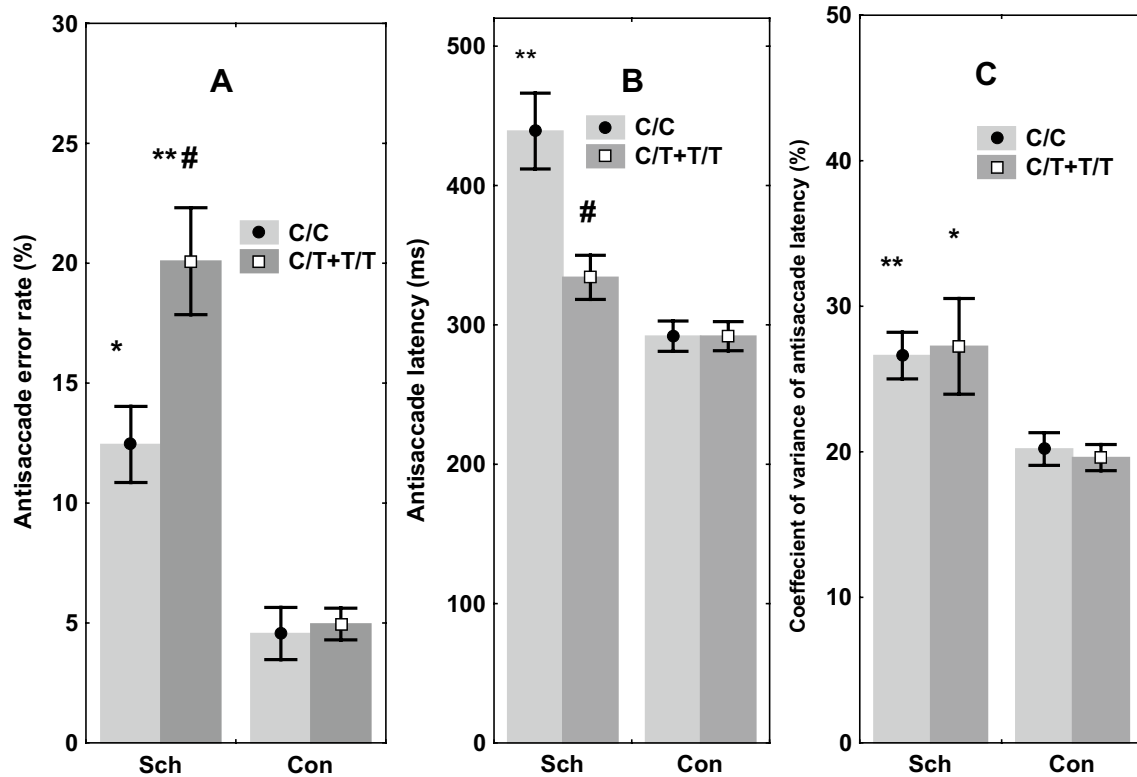 Antisaccade error rate (%)
30
25
20
15
10
5
0
A
**#
*
C/C
C/T+T/T
Sch
Con
Antisaccade latency (ms)
500
400
300
200
100
00
B
**
#
C/C
C/T+T/T
Sch
Con
Coeffecient of variance of antisaccade latency (%)
50
40
30
20
10
0
C
**
*
C/C
C/T+T/T
Sch
Con